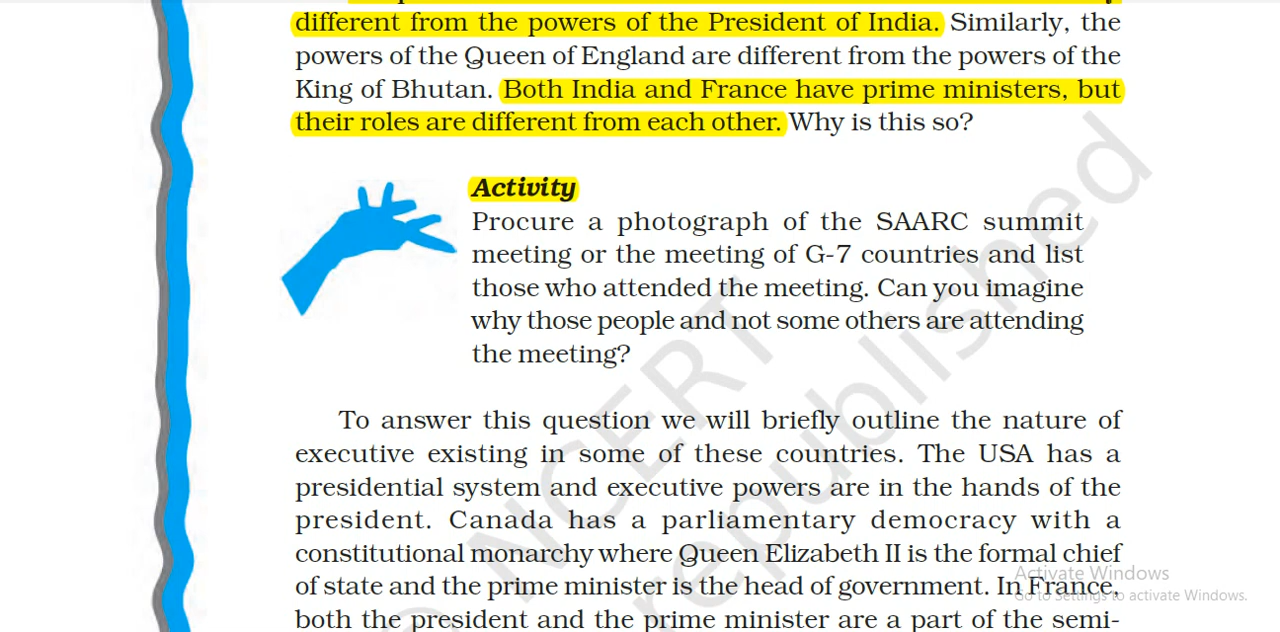 different from the powers of the President of India. Similarly, the
powers of the Queen of England are different from the powers of the
King of Bhutan. Both India and France have prime ministers, but
their roles are different from each other. Why is this so?
Activity
Procure a photograph of the SAARC summit
meeting or the meeting of G-7 countries and list
those who attended the meeting. Can you imagine
why those people and not some others are attending
the meeting?
To answer this question we will briefly outline the nature of
executive existing in some of these countries. The USA has a
presidential system and executive powers are in the hands of the
president. Canada has a parliamentary democracy with a
constitutional monarchy where Queen Elizabeth II is the formal chief
of state and the prime minister is the head of government. In France,
both the president and the prime minister are a part of the semi-
© NCERT
republished
Activate Windows
Go to Settings to activate Windows.